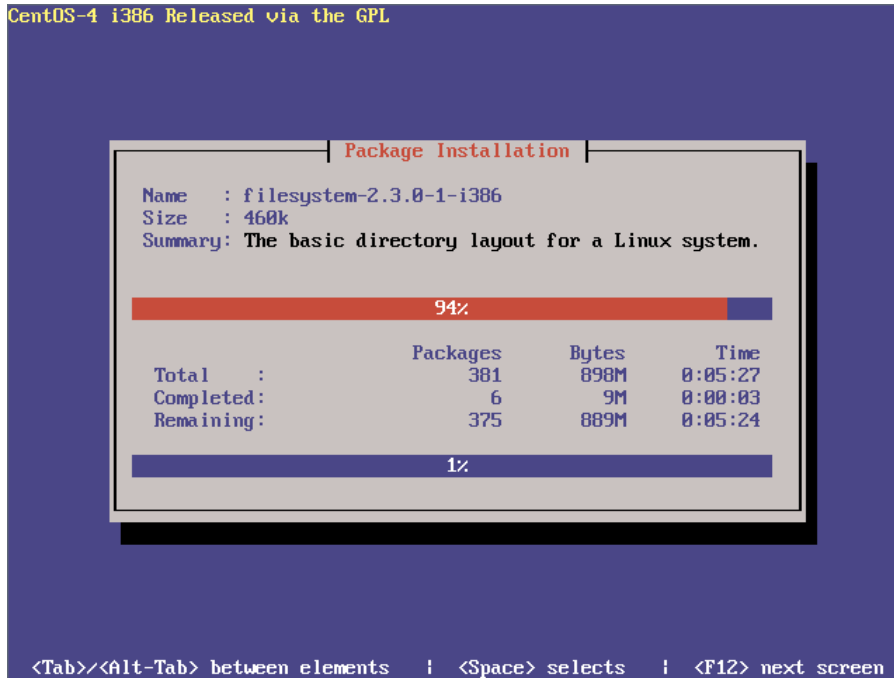 CentOS-4 i386 Released via the GPL
Package Installation
Name : filesystem-2.3.0-1-i386
Size : 460k
Summary: The basic directory layout for a Linux system.
94%
Packages Bytes Time
Total : 381 898M 0:05:27
Completed: 6 9M 0:00:03
Remaining: 375 889M 0:05:24
1%
<Tab>/<Alt-Tab> between elements | <Space> selects | <F12> next screen